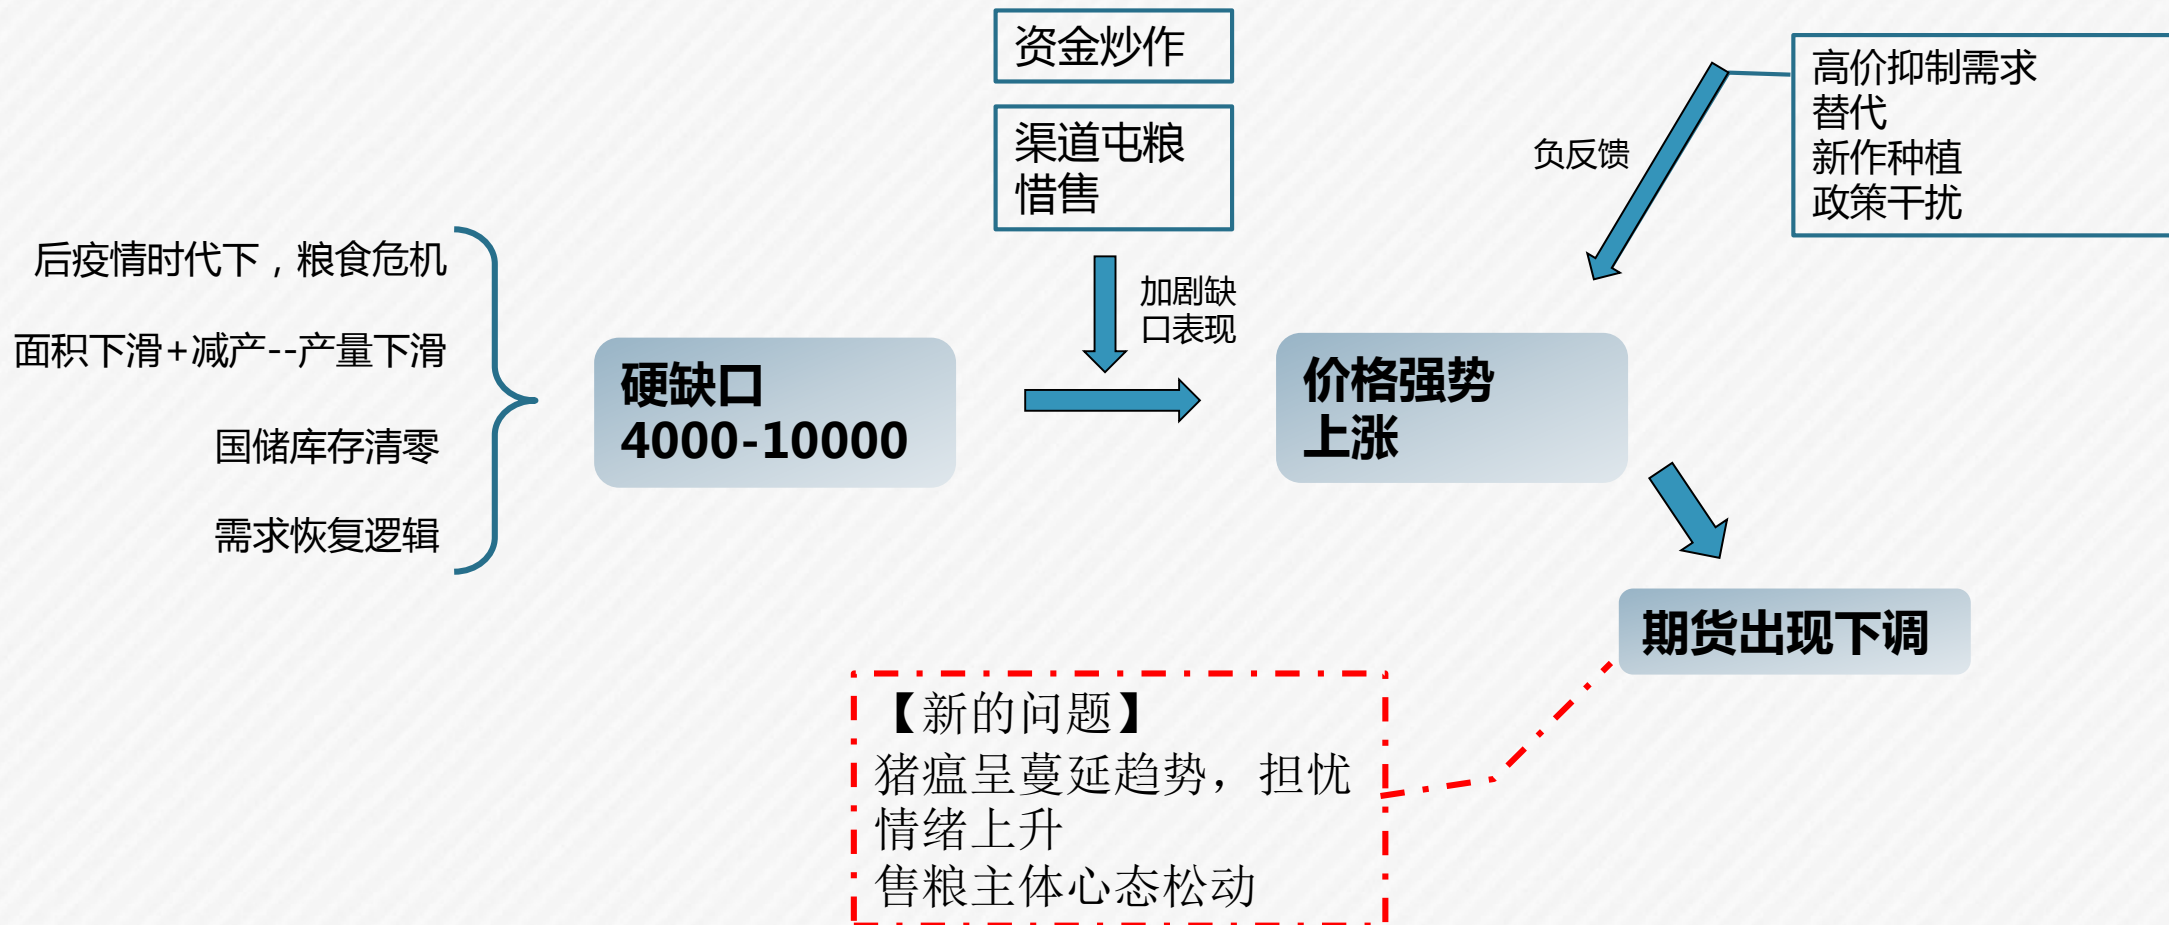 资金炒作
渠道屯粮
惜售
高价抑制需求
替代
新作种植
政策干扰
负反馈
后疫情时代下，粮食危机
面积下滑+减产--产量下滑
国储库存清零
需求恢复逻辑
加剧缺
口表现
硬缺口
4000-10000
价格强势
上涨
期货出现下调
【新的问题】
猪瘟呈蔓延趋势，担忧
情绪上升
售粮主体心态松动